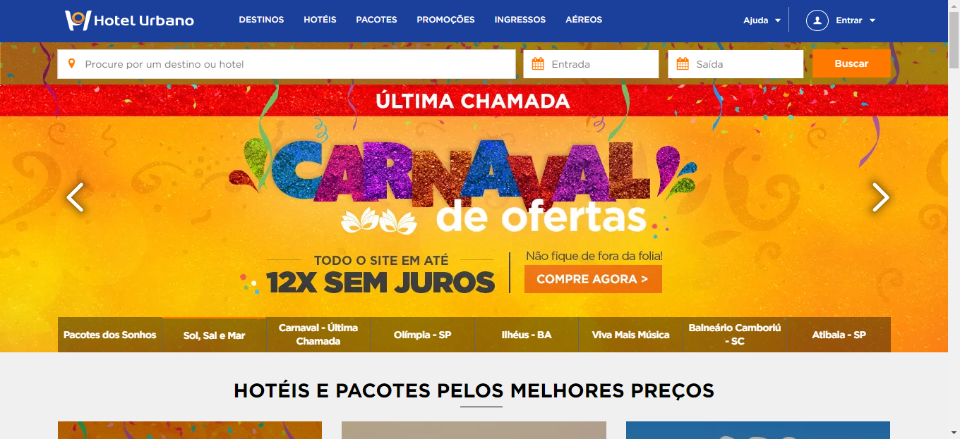 Hotel Urbano
DESTINOS HOTÉIS PACOTES PROMOÇÕES INGRESSOS AÉREOS Ajuda Entrar
Procure por um destino ou hotel Entrada Saída Buscar
ÚLTIMA CHAMADA
CARNAVAL
de ofertas
TODO O SITE EM ATÉ
12X SEM JUROS
Não fique de fora da folia!
COMPRE AGORA >
Pacotes dos Sonhos
Sol, Sal e Mar
Carnaval - Última
Chamada
Olímpia - SP
Ilhéus - BA
Viva Mais Música
Balneário Camboriú
- SC
Atibaia - SP
HOTÉIS E PACOTES PELOS MELHORES PREÇOS